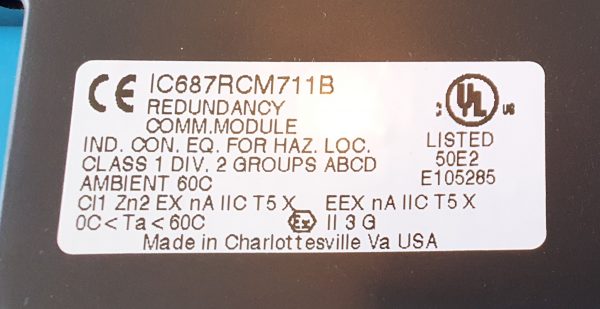 CE IC687RCM711B
REDUNDANCY
COMM.MODULE
IND. CON. EQ. FOR HAZ. LOC.
CLASS 1 DIV. 2 GROUPS ABCD
AMBIENT 60C
Cl1 Zn2 EX nA IIC T5 X EEX nA IIC T5 X
0C < Ta < 60C Ex II 3 G
Made in Charlottesville Va USA
C UL US
LISTED
50E2
E105285